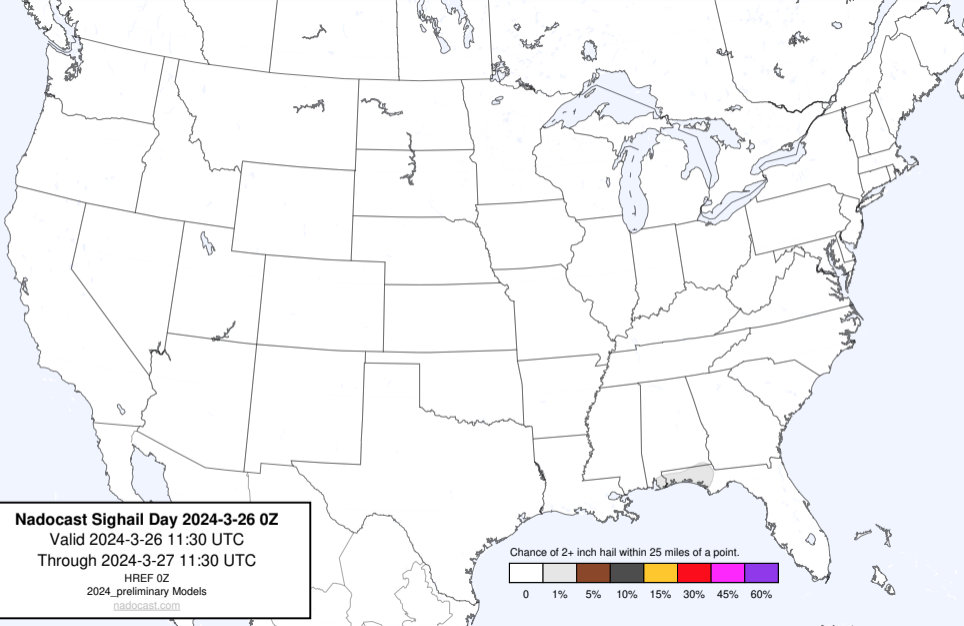 Nadocast Sighail Day 2024-3-26 0Z
Valid 2024-3-26 11:30 UTC
Through 2024-3-27 11:30 UTC
HREF 0Z
2024_preliminary Models
nadocast.com
Chance of 2+ inch hail within 25 miles of a point.
0 1% 5% 10% 15% 30% 45% 60%